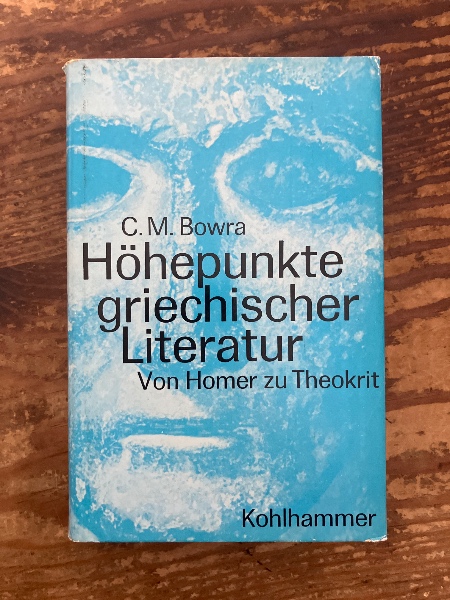 C. M. Bowra
Höhepunkte
griechischer
Literatur
Von Homer zu Theokrit
Kohlhammer